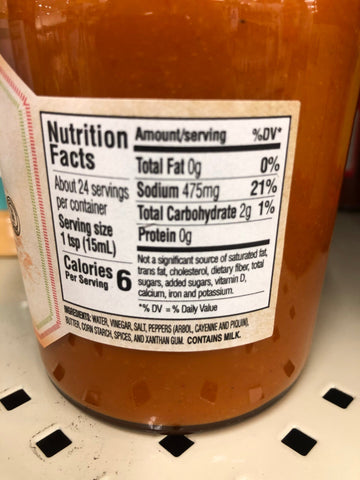 Nutrition Facts
About 24 servings
per container
Serving size
1 tsp (15mL)
Calories 6
Per Serving
Amount/serving %DV*
Total Fat 0g 0%
Sodium 475mg 21%
Total Carbohydrate 2g 1%
Protein 0g
Not a significant source of saturated fat,
trans fat, cholesterol, dietary fiber, total
sugars, added sugars, vitamin D,
calcium, iron and potassium.
*% DV = % Daily Value
INGREDIENTS: WATER, VINEGAR, SALT, PEPPERS (ARBOL, CAYENNE AND PIQUIN),
BUTTER, CORN STARCH, SPICES, AND XANTHAN GUM. CONTAINS MILK.